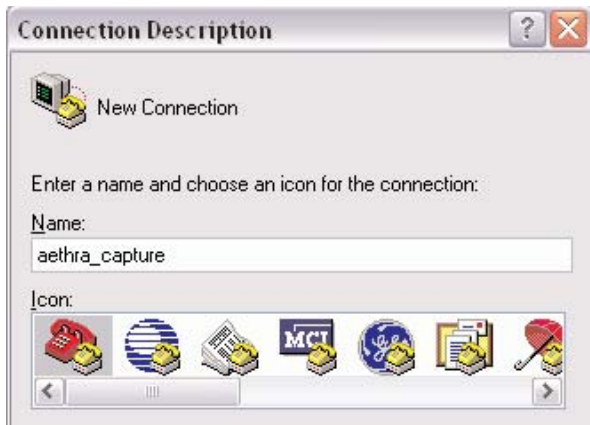 Connection Description
New Connection
Enter a name and choose an icon for the connection:
Name:
aethra_capture
Icon:
MCI